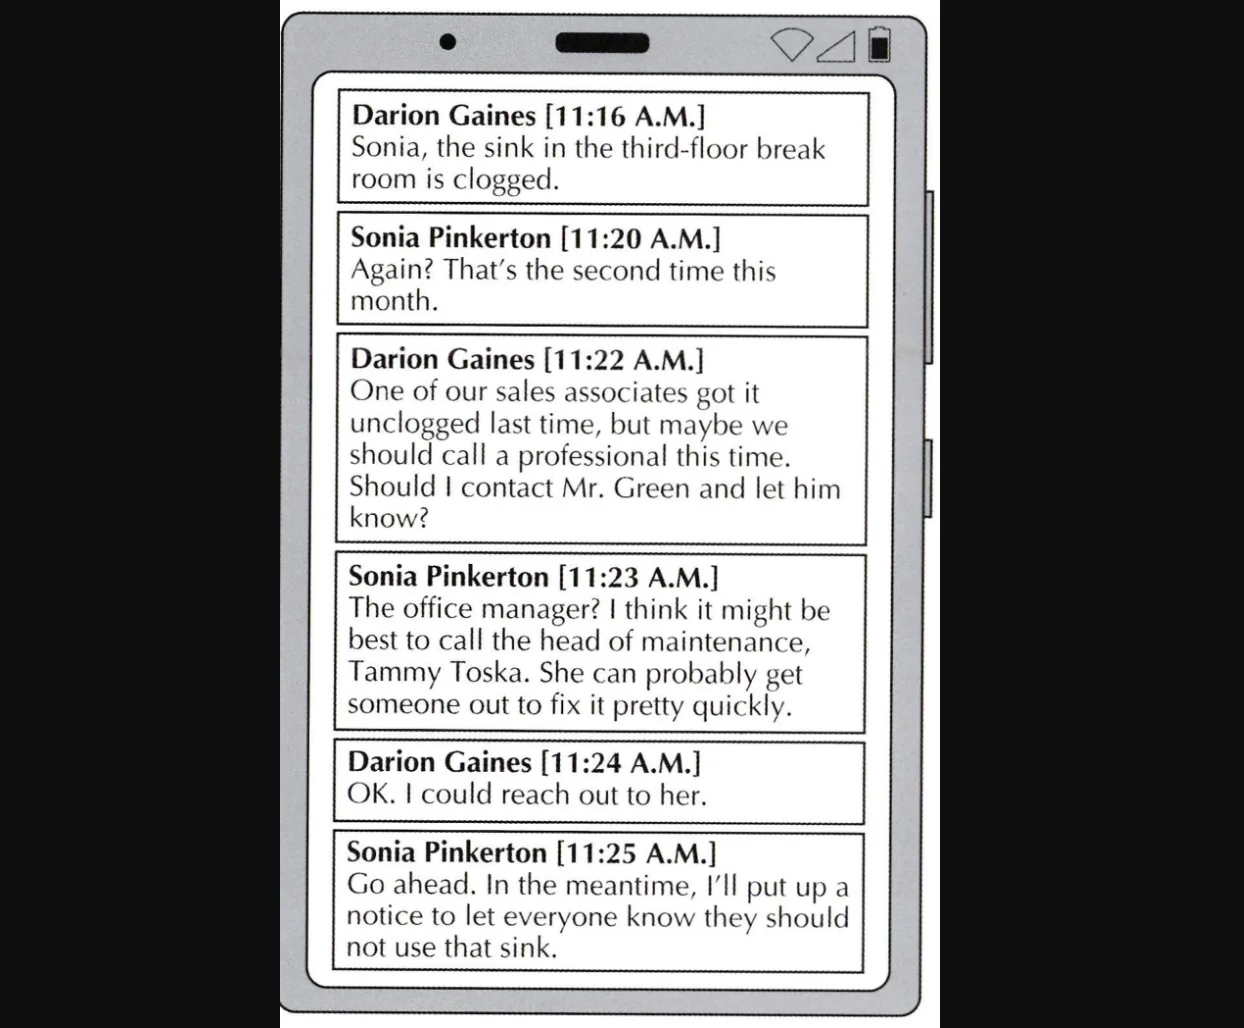 Darion Gaines [11:16 A.M.]
Sonia, the sink in the third-floor break
room is clogged.
Sonia Pinkerton [11:20 A.M.]
Again? That's the second time this
month.
Darion Gaines [11:22 A.M.]
One of our sales associates got it
unclogged last time, but maybe we
should call a professional this time.
Should I contact Mr. Green and let him
know?
Sonia Pinkerton [11:23 A.M.]
The office manager? I think it might be
best to call the head of maintenance,
Tammy Toska. She can probably get
someone out to fix it pretty quickly.
Darion Gaines [11:24 A.M.]
OK. I could reach out to her.
Sonia Pinkerton [11:25 A.M.]
Go ahead. In the meantime, I'll put up a
notice to let everyone know they should
not use that sink.